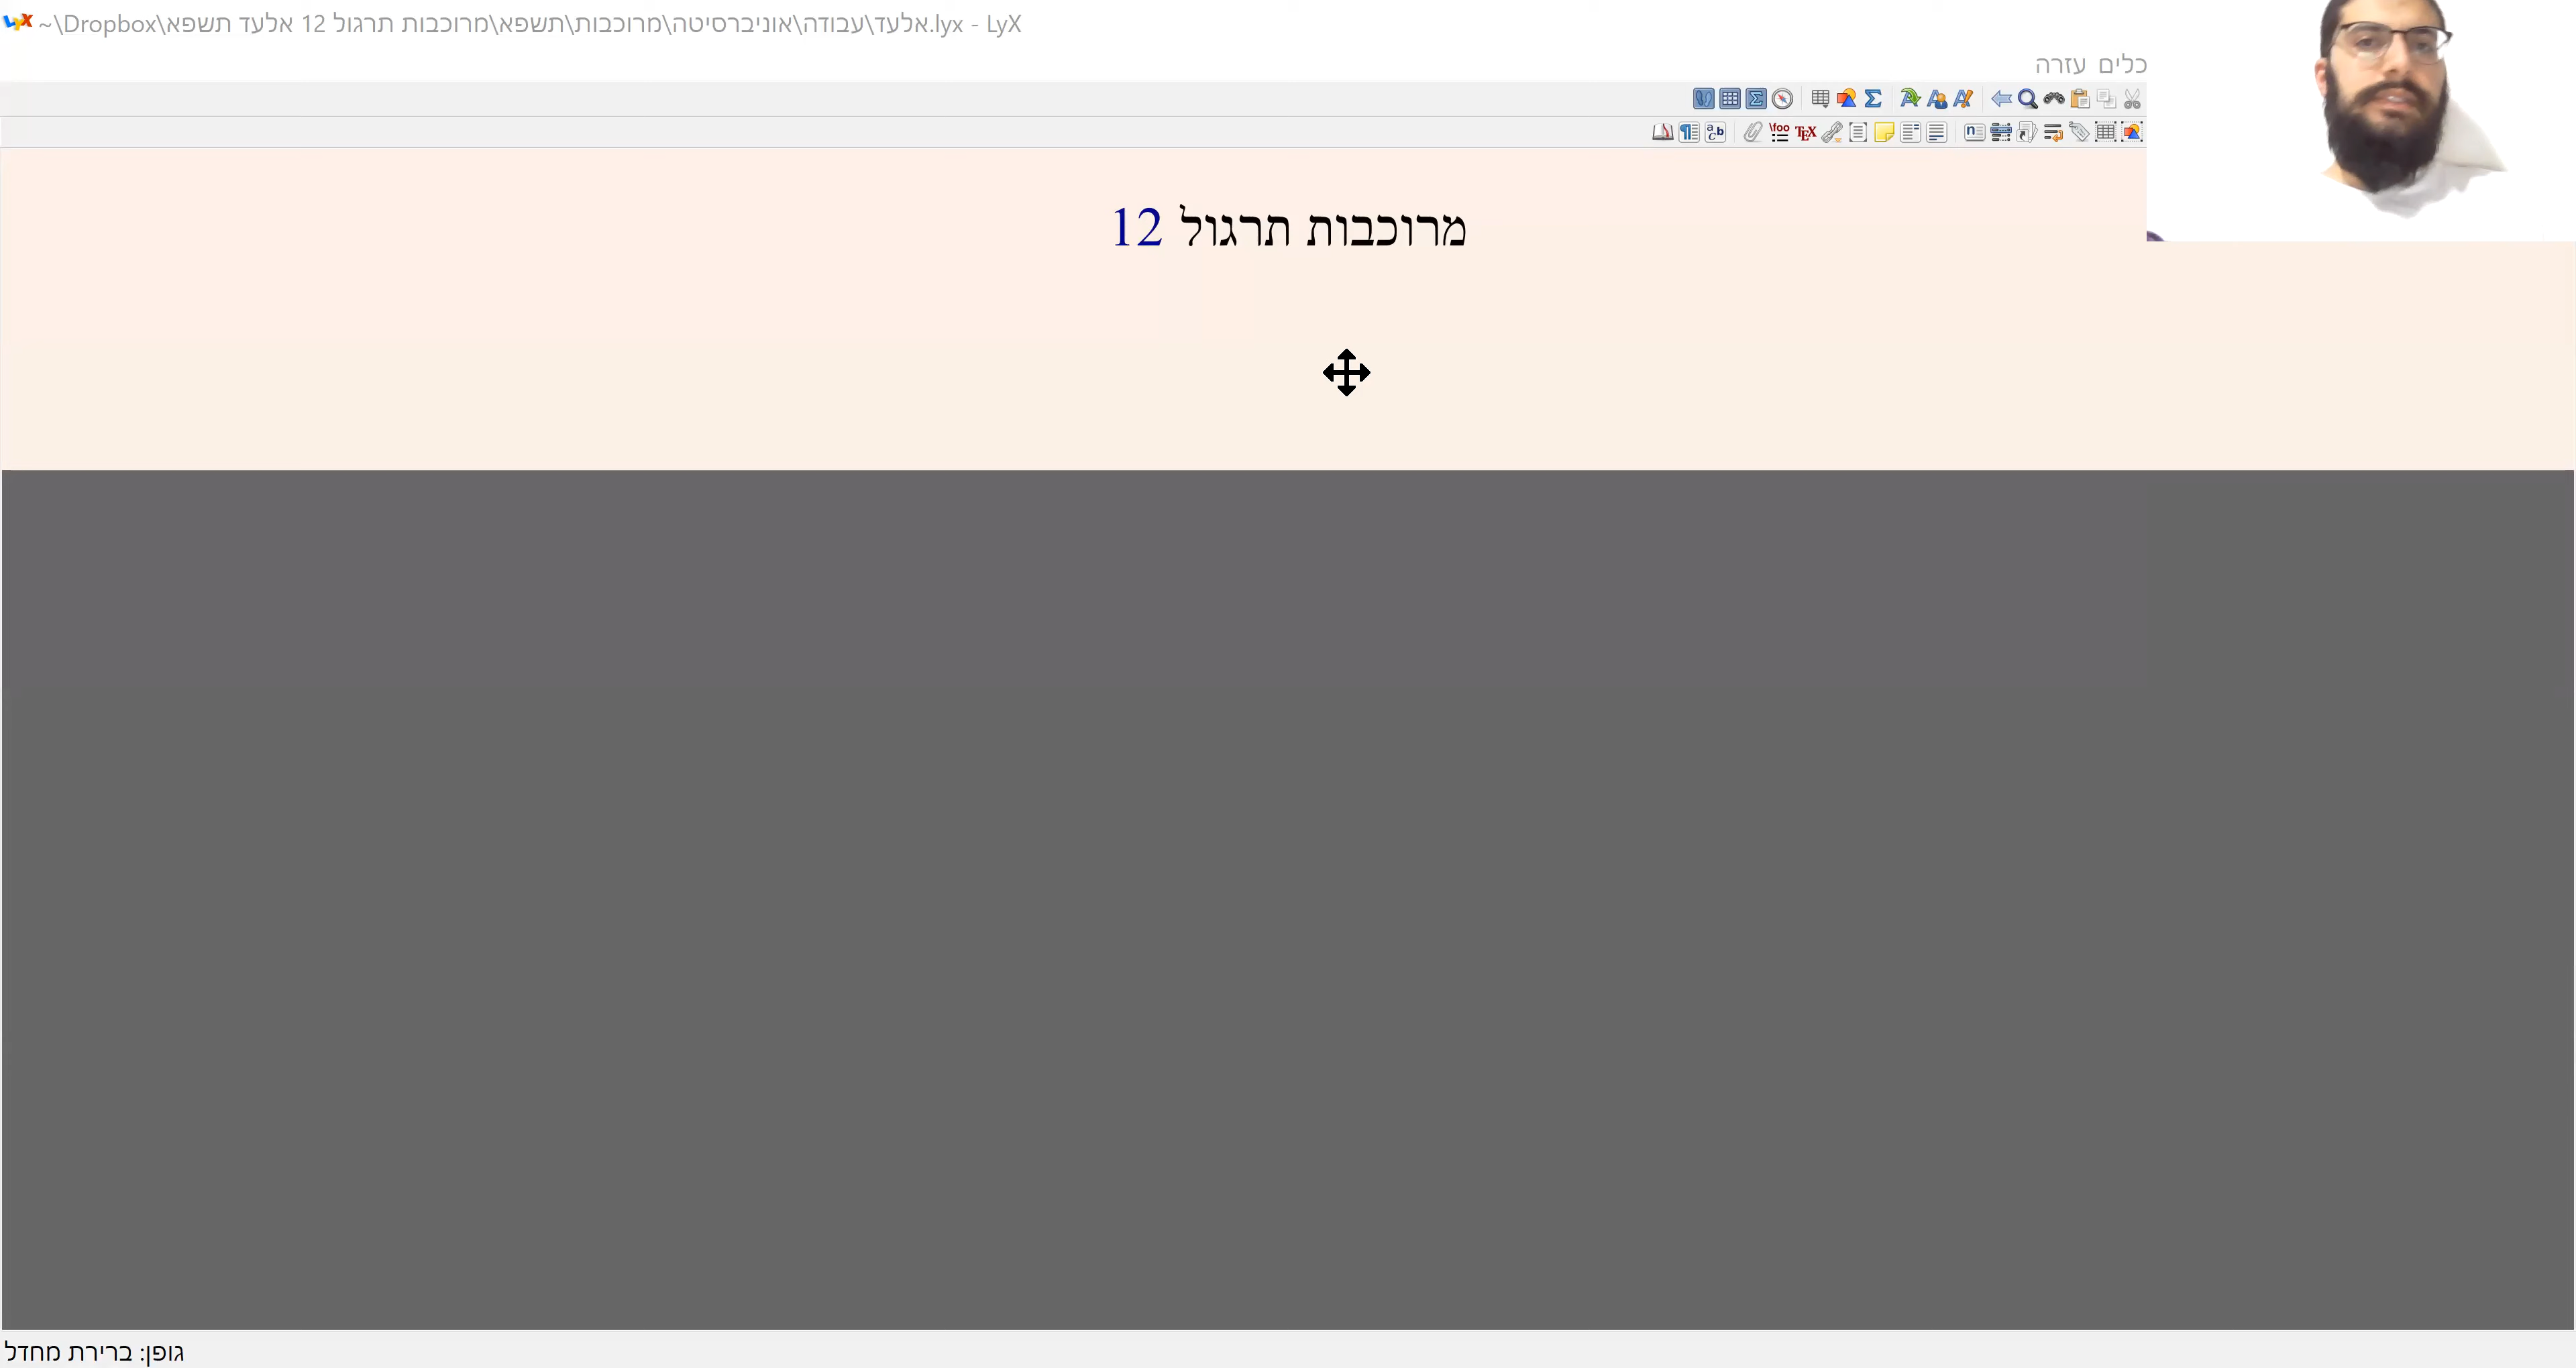 ~\Dropbox\אלעד\עבודה\אוניברסיטה\מרוכבות\תשפא\מרוכבות תרגול 12 אלעד תשפא.lyx - LyX
כלים עזרה
מרוכבות תרגול 12
גופן: ברירת מחדל